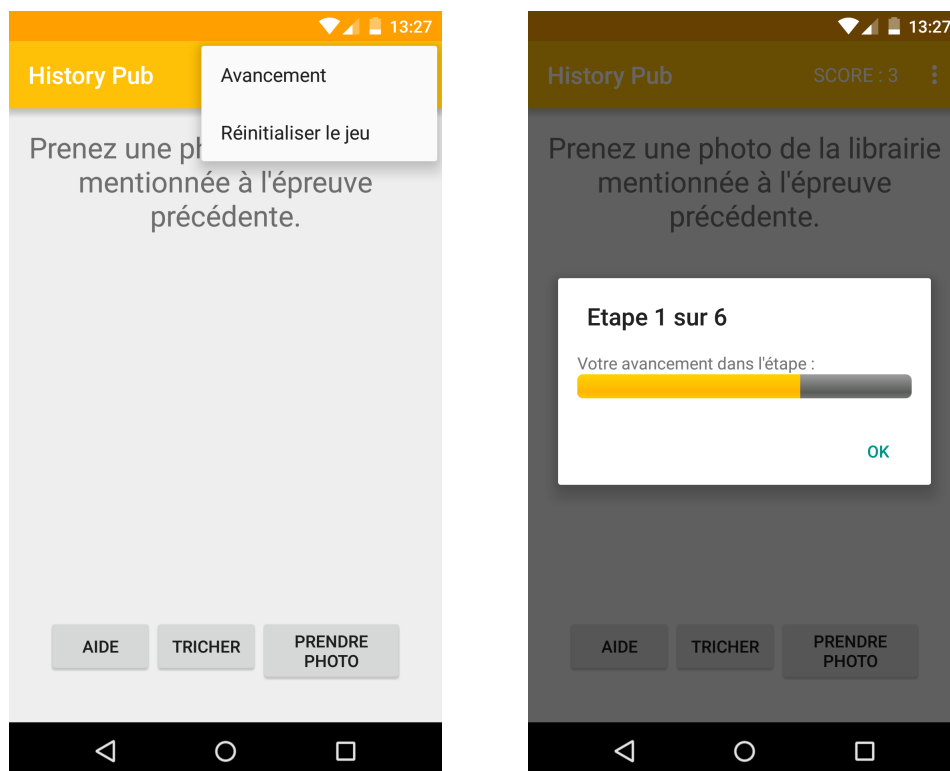 13:27
History Pub
Avancement
Réinitialiser le jeu
Prenez une ph
mentionnée à l'épreuve
précédente.
AIDE
TRICHER
PRENDRE
PHOTO
13:27
History Pub
SCORE : 3
Prenez une photo de la librairie
mentionnée à l'épreuve
précédente.
Etape 1 sur 6
Votre avancement dans l'étape :
OK
AIDE
TRICHER
PRENDRE
PHOTO